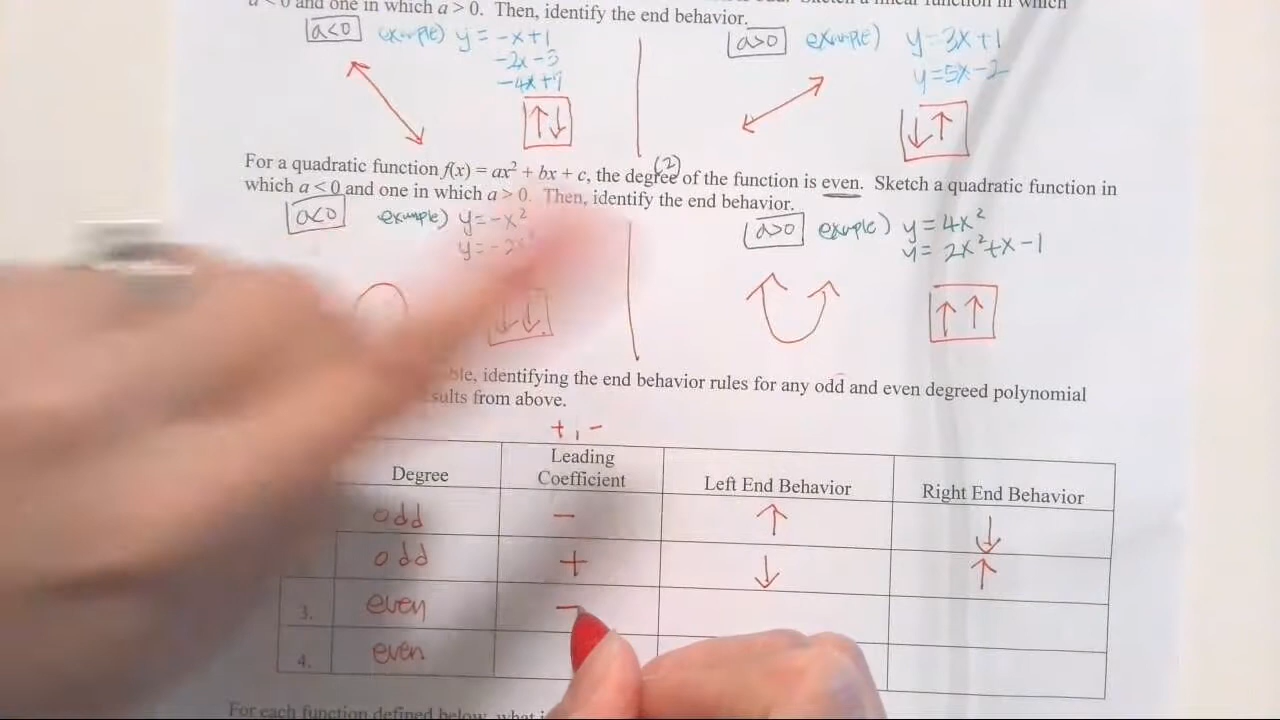 and one in which a > 0. Then, identify the end behavior.
a<0 example) y = -x+1
-2x-3
-4x+7
↑↓
a>0 example) y=3x+1
y=5x-2
↓↑
(2)
For a quadratic function f(x) = ax² + bx + c, the degree of the function is even. Sketch a quadratic function in
which a < 0 and one in which a > 0. Then, identify the end behavior.
a<0 example) y=-x²
y=-2
↓↓
a>0 example) y=4x²
y= 2x²+x-1
↑↑
identifying the end behavior rules for any odd and even degreed polynomial
from above.
+, -
Degree Leading Coefficient Left End Behavior Right End Behavior
odd - ↑ ↓
odd + ↓ ↑
3. even -
4. even
For each function defined below, what